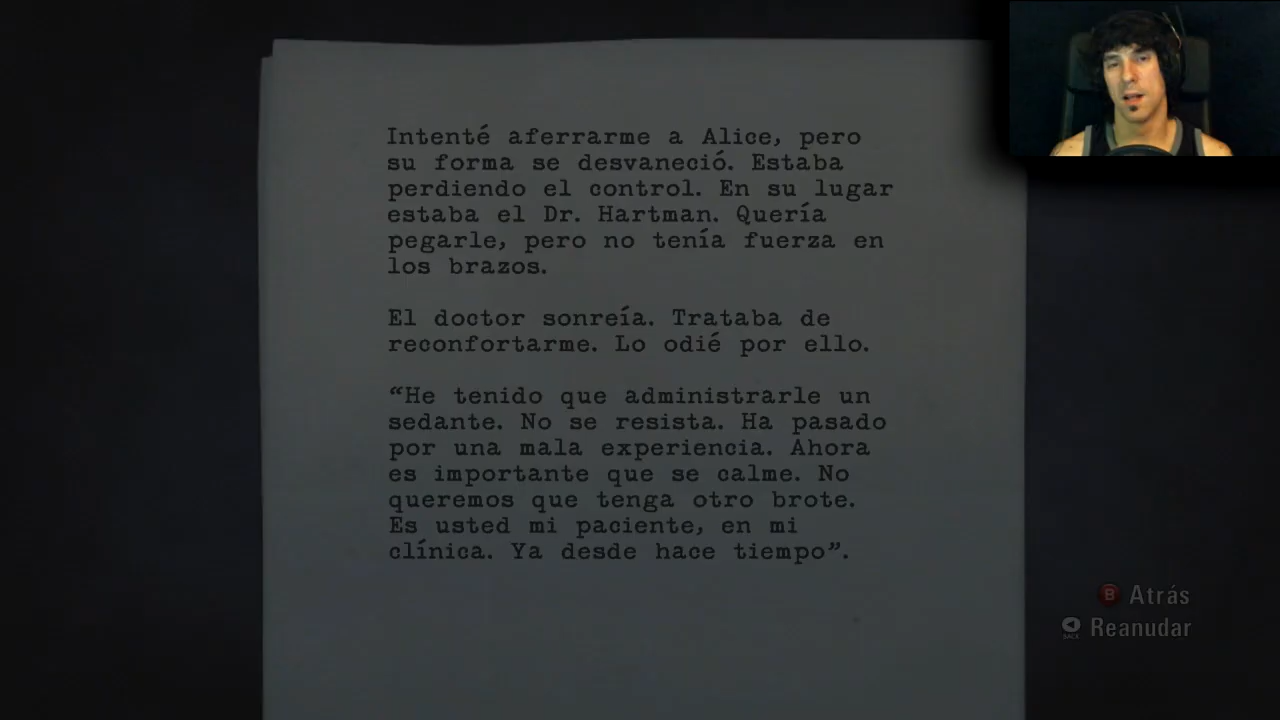 Intenté aferrarme a Alice, pero
su forma se desvaneció. Estaba
perdiendo el control. En su lugar
estaba el Dr. Hartman. Quería
pegarle, pero no tenía fuerza en
los brazos.
El doctor sonreía. Trataba de
reconfortarme. Lo odié por ello.
“He tenido que administrarle un
sedante. No se resista. Ha pasado
por una mala experiencia. Ahora
es importante que se calme. No
queremos que tenga otro brote.
Es usted mi paciente, en mi
clínica. Ya desde hace tiempo”.
B Atrás
BACK Reanudar